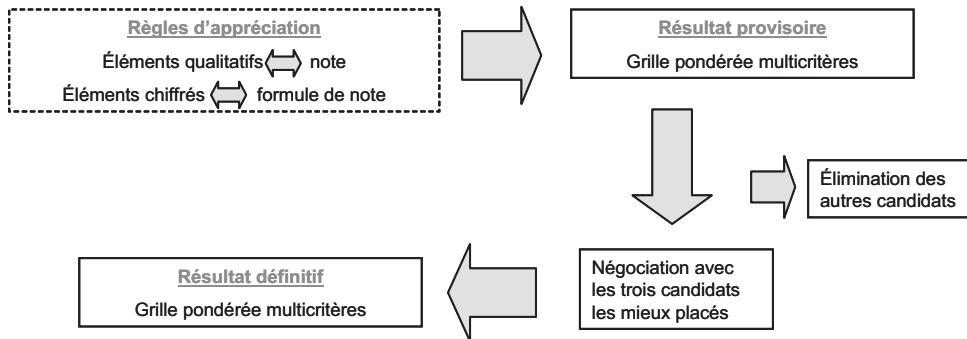 Règles d'appréciation
Éléments qualitatifs note
Éléments chiffrés formule de note
Résultat provisoire
Grille pondérée multicritères
Élimination des
autres candidats
Négociation avec
les trois candidats
les mieux placés
Résultat définitif
Grille pondérée multicritères